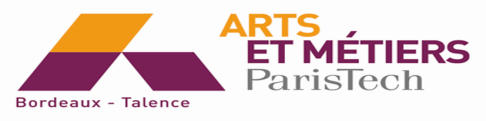 ARTS
ET MÉTIERS
ParisTech
Bordeaux - Talence